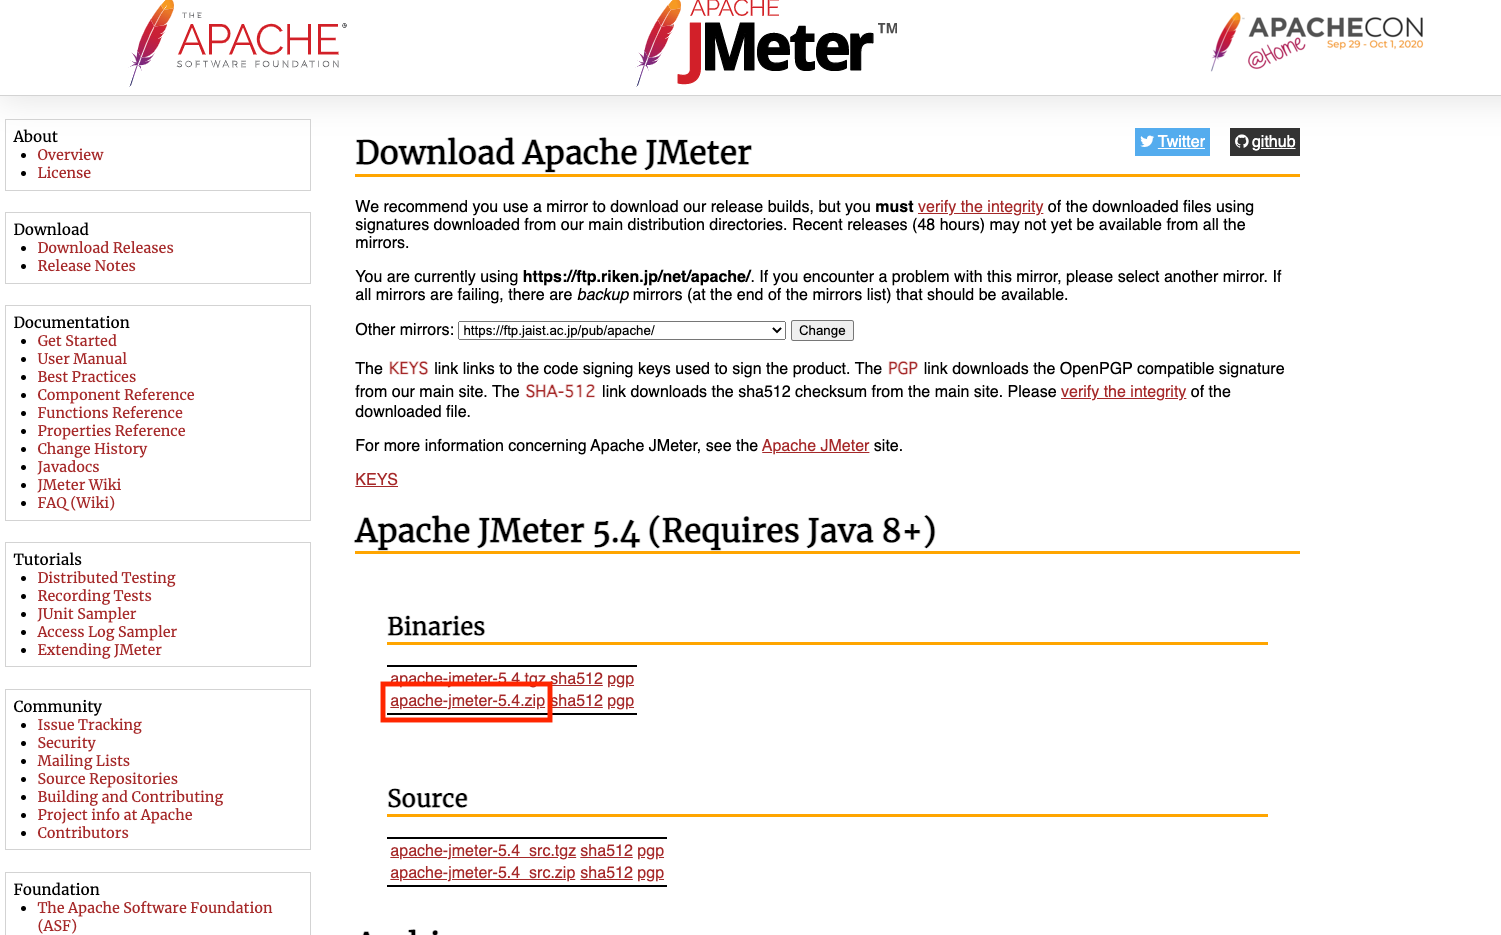 THE
APACHE®
SOFTWARE FOUNDATION
APACHE
JMeter™
APACHECON
@Home
Sep 29 - Oct 1, 2020
About
Overview
License
Download
Download Releases
Release Notes
Documentation
Get Started
User Manual
Best Practices
Component Reference
Functions Reference
Properties Reference
Change History
Javadocs
JMeter Wiki
FAQ (Wiki)
Tutorials
Distributed Testing
Recording Tests
JUnit Sampler
Access Log Sampler
Extending JMeter
Community
Issue Tracking
Security
Mailing Lists
Source Repositories
Building and Contributing
Project info at Apache
Contributors
Foundation
The Apache Software Foundation
(ASF)
Download Apache JMeter
Twitter
github
We recommend you use a mirror to download our release builds, but you must verify the integrity of the downloaded files using
signatures downloaded from our main distribution directories. Recent releases (48 hours) may not yet be available from all the
mirrors.
You are currently using https://ftp.riken.jp/net/apache/. If you encounter a problem with this mirror, please select another mirror. If
all mirrors are failing, there are backup mirrors (at the end of the mirrors list) that should be available.
Other mirrors: https://ftp.jaist.ac.jp/pub/apache/ Change
The KEYS link links to the code signing keys used to sign the product. The PGP link downloads the OpenPGP compatible signature
from our main site. The SHA-512 link downloads the sha512 checksum from the main site. Please verify the integrity of the
downloaded file.
For more information concerning Apache JMeter, see the Apache JMeter site.
KEYS
Apache JMeter 5.4 (Requires Java 8+)
Binaries
apache-jmeter-5.4.tgz sha512 pgp
apache-jmeter-5.4.zip sha512 pgp
Source
apache-jmeter-5.4_src.tgz sha512 pgp
apache-jmeter-5.4_src.zip sha512 pgp